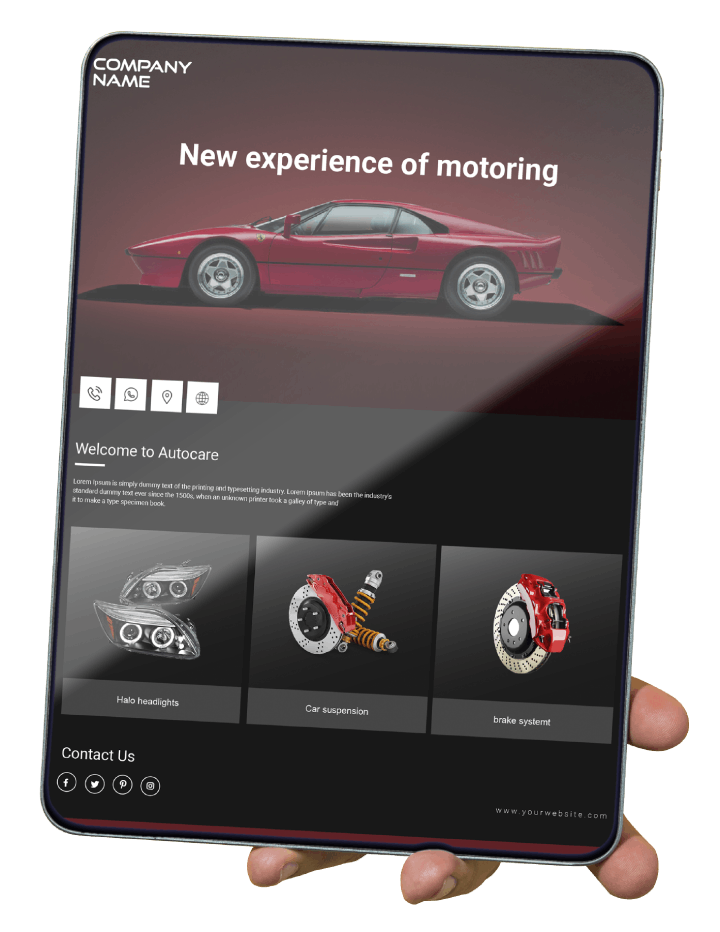 COMPANY
NAME
New experience of motoring
Welcome to Autocare
Lorem Ipsum is simply dummy text of the printing and typesetting industry. Lorem Ipsum has been the industry's
standard dummy text ever since the 1500s, when an unknown printer took a galley of type and
it to make a type specimen book.
Halo headlights
Car suspension
brake systemt
Contact Us
www.yourwebsite.com